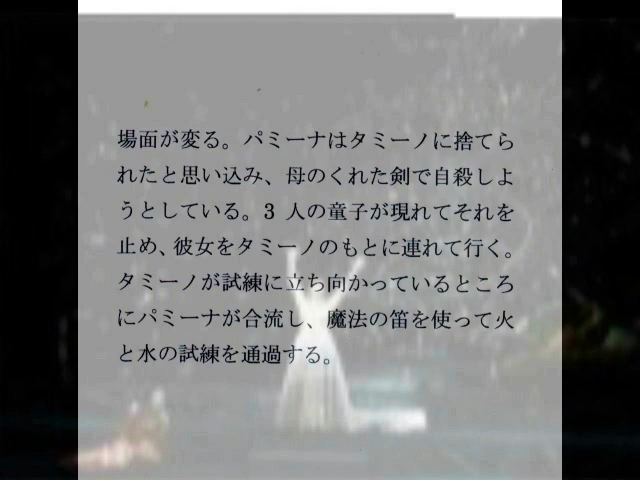 場面が変る。パミーナはタミーノに捨てら
れたと思い込み、母のくれた剣で自殺しよ
うとしている。3 人の童子が現れてそれを
止め、彼女をタミーノのもとに連れて行く。
タミーノが試練に立ち向かっているところ
にパミーナが合流し、魔法の笛を使って火
と水の試練を通過する。